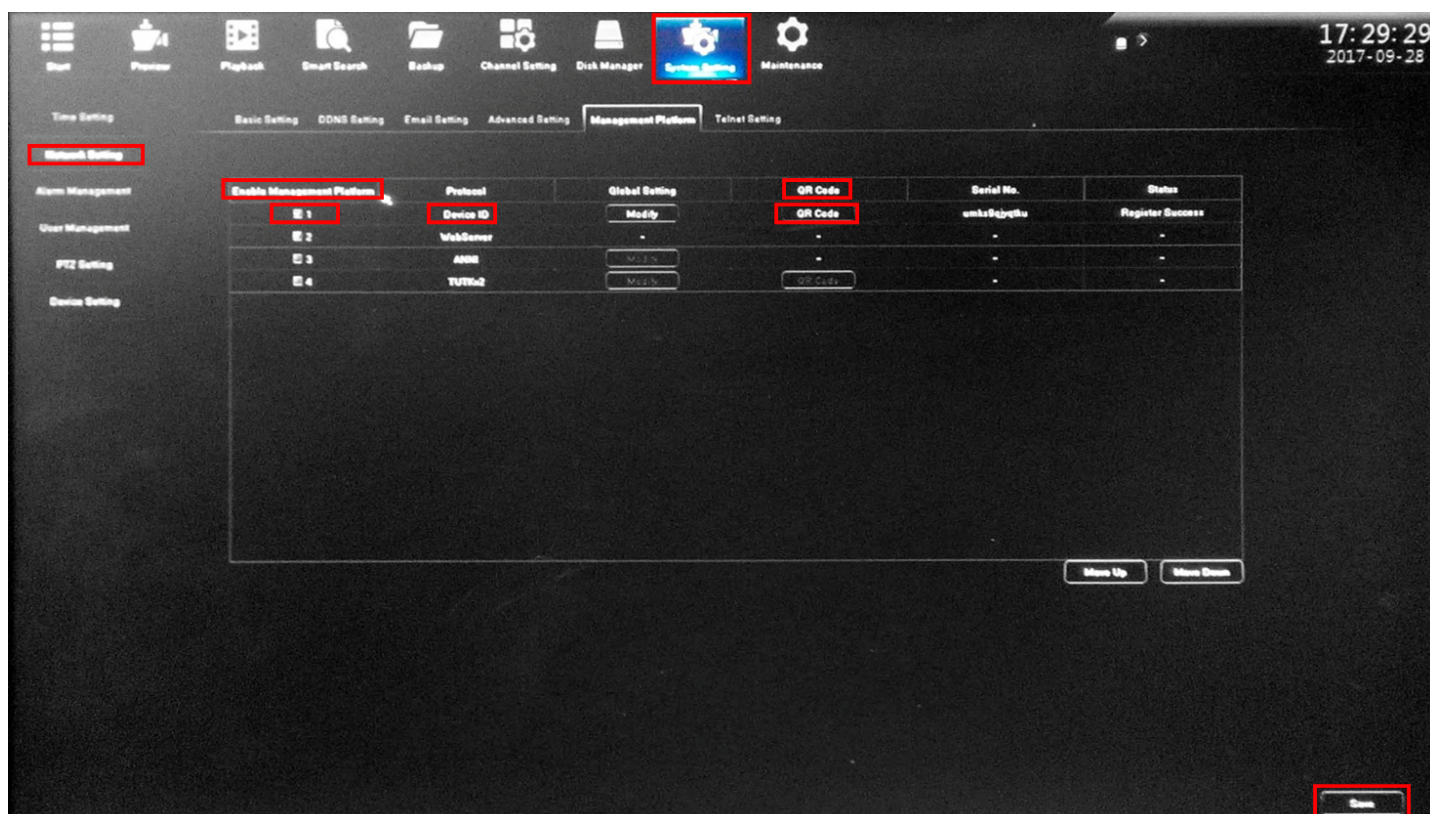 17:29:29
2017-09-28
Start Preview Playback Smart Search Backup Channel Setting Disk Manager System Setting Maintenance
Time Setting
Network Setting
Alarm Management
User Management
PTZ Setting
Device Setting
Basic Setting DDNS Setting Email Setting Advanced Setting Management Platform Telnet Setting
Enable Management Platform Protocol Global Setting QR Code Serial No. Status
1 Device ID Modify QR Code Register Success
2 WebServer - - - -
3 Modify - - -
4 Modify QR Code - -
Move Up Move Down
Save